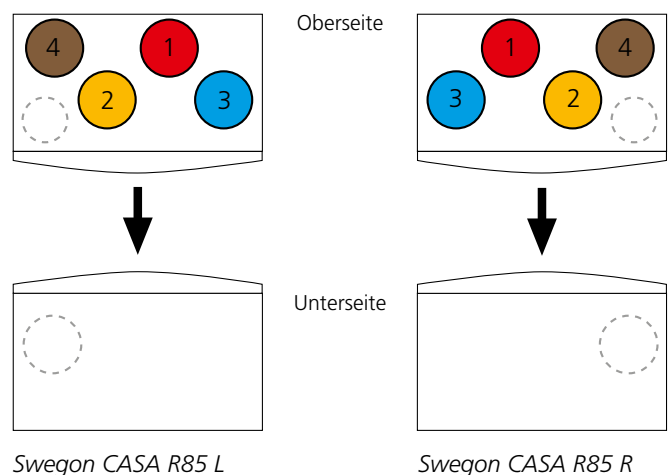 Oberseite
4 1
2 3
1 4
3 2
Unterseite
Swegon CASA R85 L
Swegon CASA R85 R